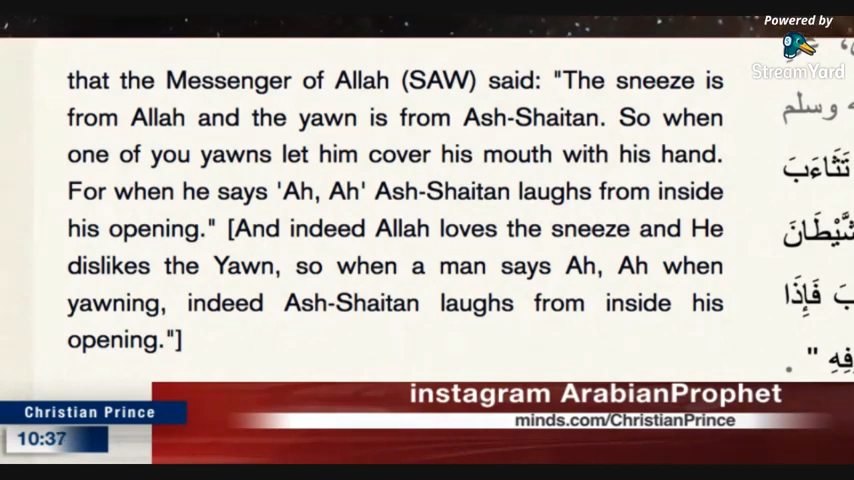 Powered by
StreamYard
that the Messenger of Allah (SAW) said: "The sneeze is
from Allah and the yawn is from Ash-Shaitan. So when
one of you yawns let him cover his mouth with his hand.
For when he says 'Ah, Ah' Ash-Shaitan laughs from inside
his opening." [And indeed Allah loves the sneeze and He
dislikes the Yawn, so when a man says Ah, Ah when
yawning, indeed Ash-Shaitan laughs from inside his
opening."]
وسلم
تَثَاءَبَ
فَإِذَا
instagram ArabianProphet
minds.com/ChristianPrince
Christian Prince
10:37